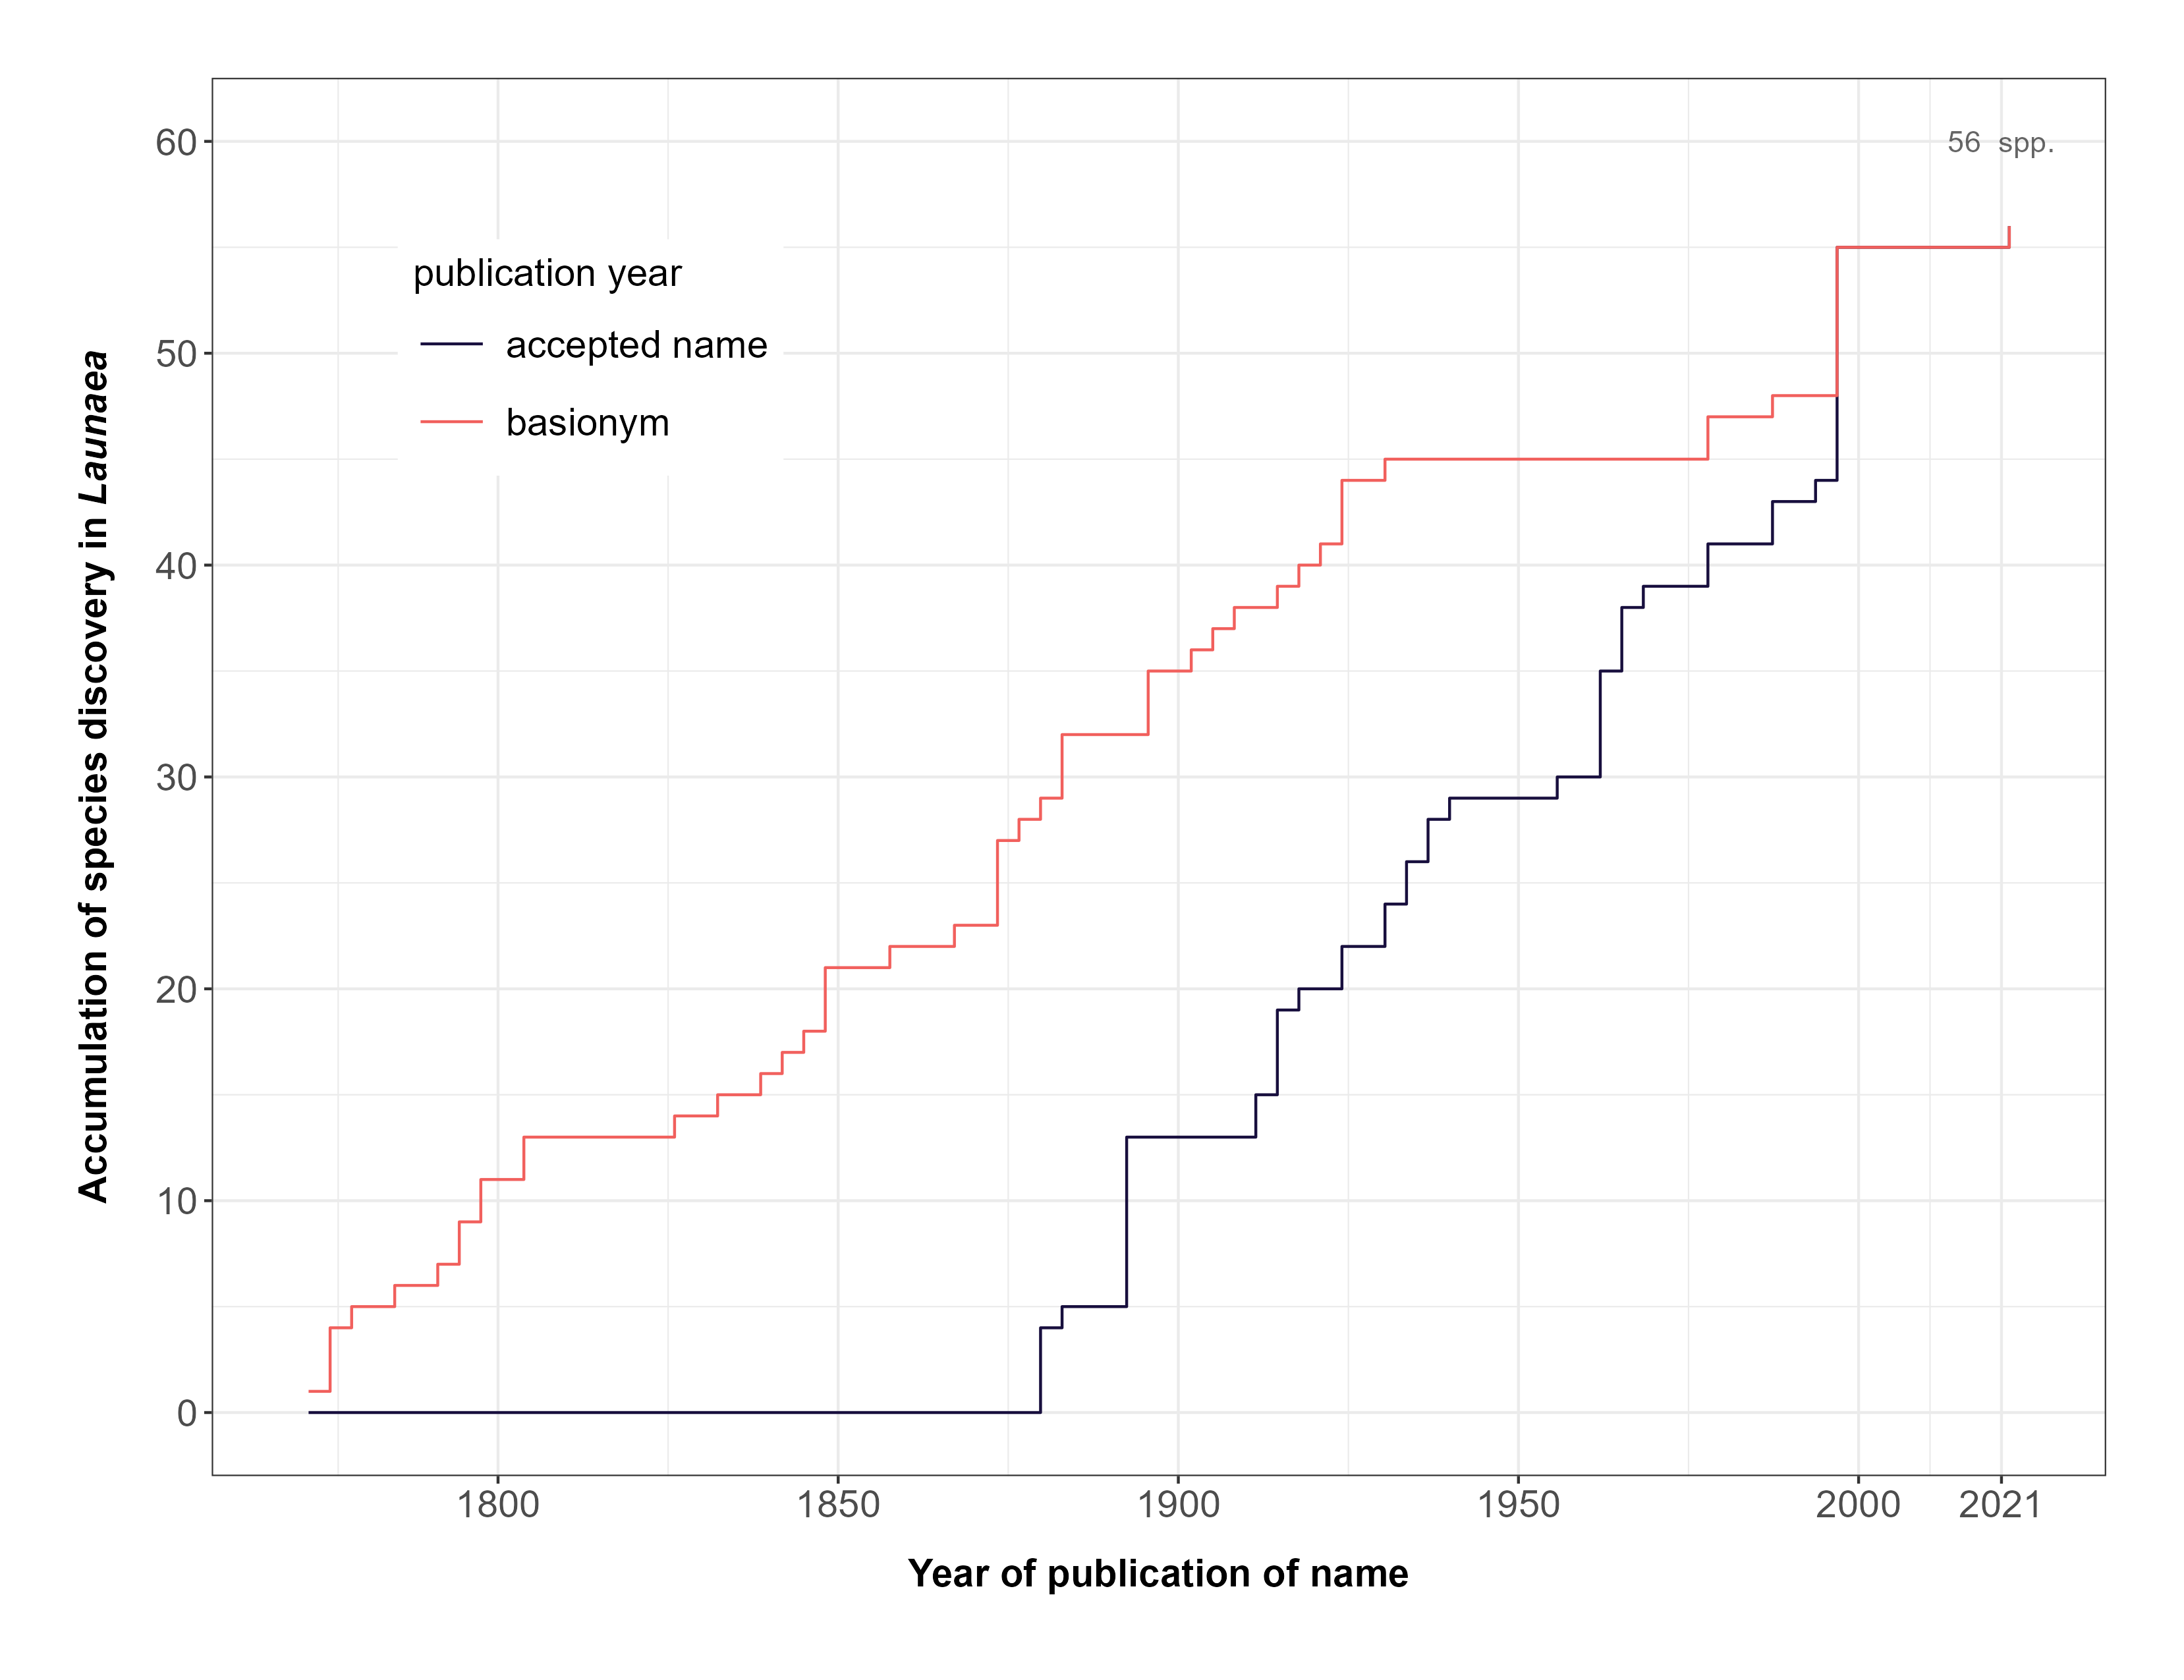 60
56 spp.
publication year
accepted name
basionym
50
40
30
20
10
0
Accumulation of species discovery in Launaea
1800 1850 1900 1950 2000 2021
Year of publication of name